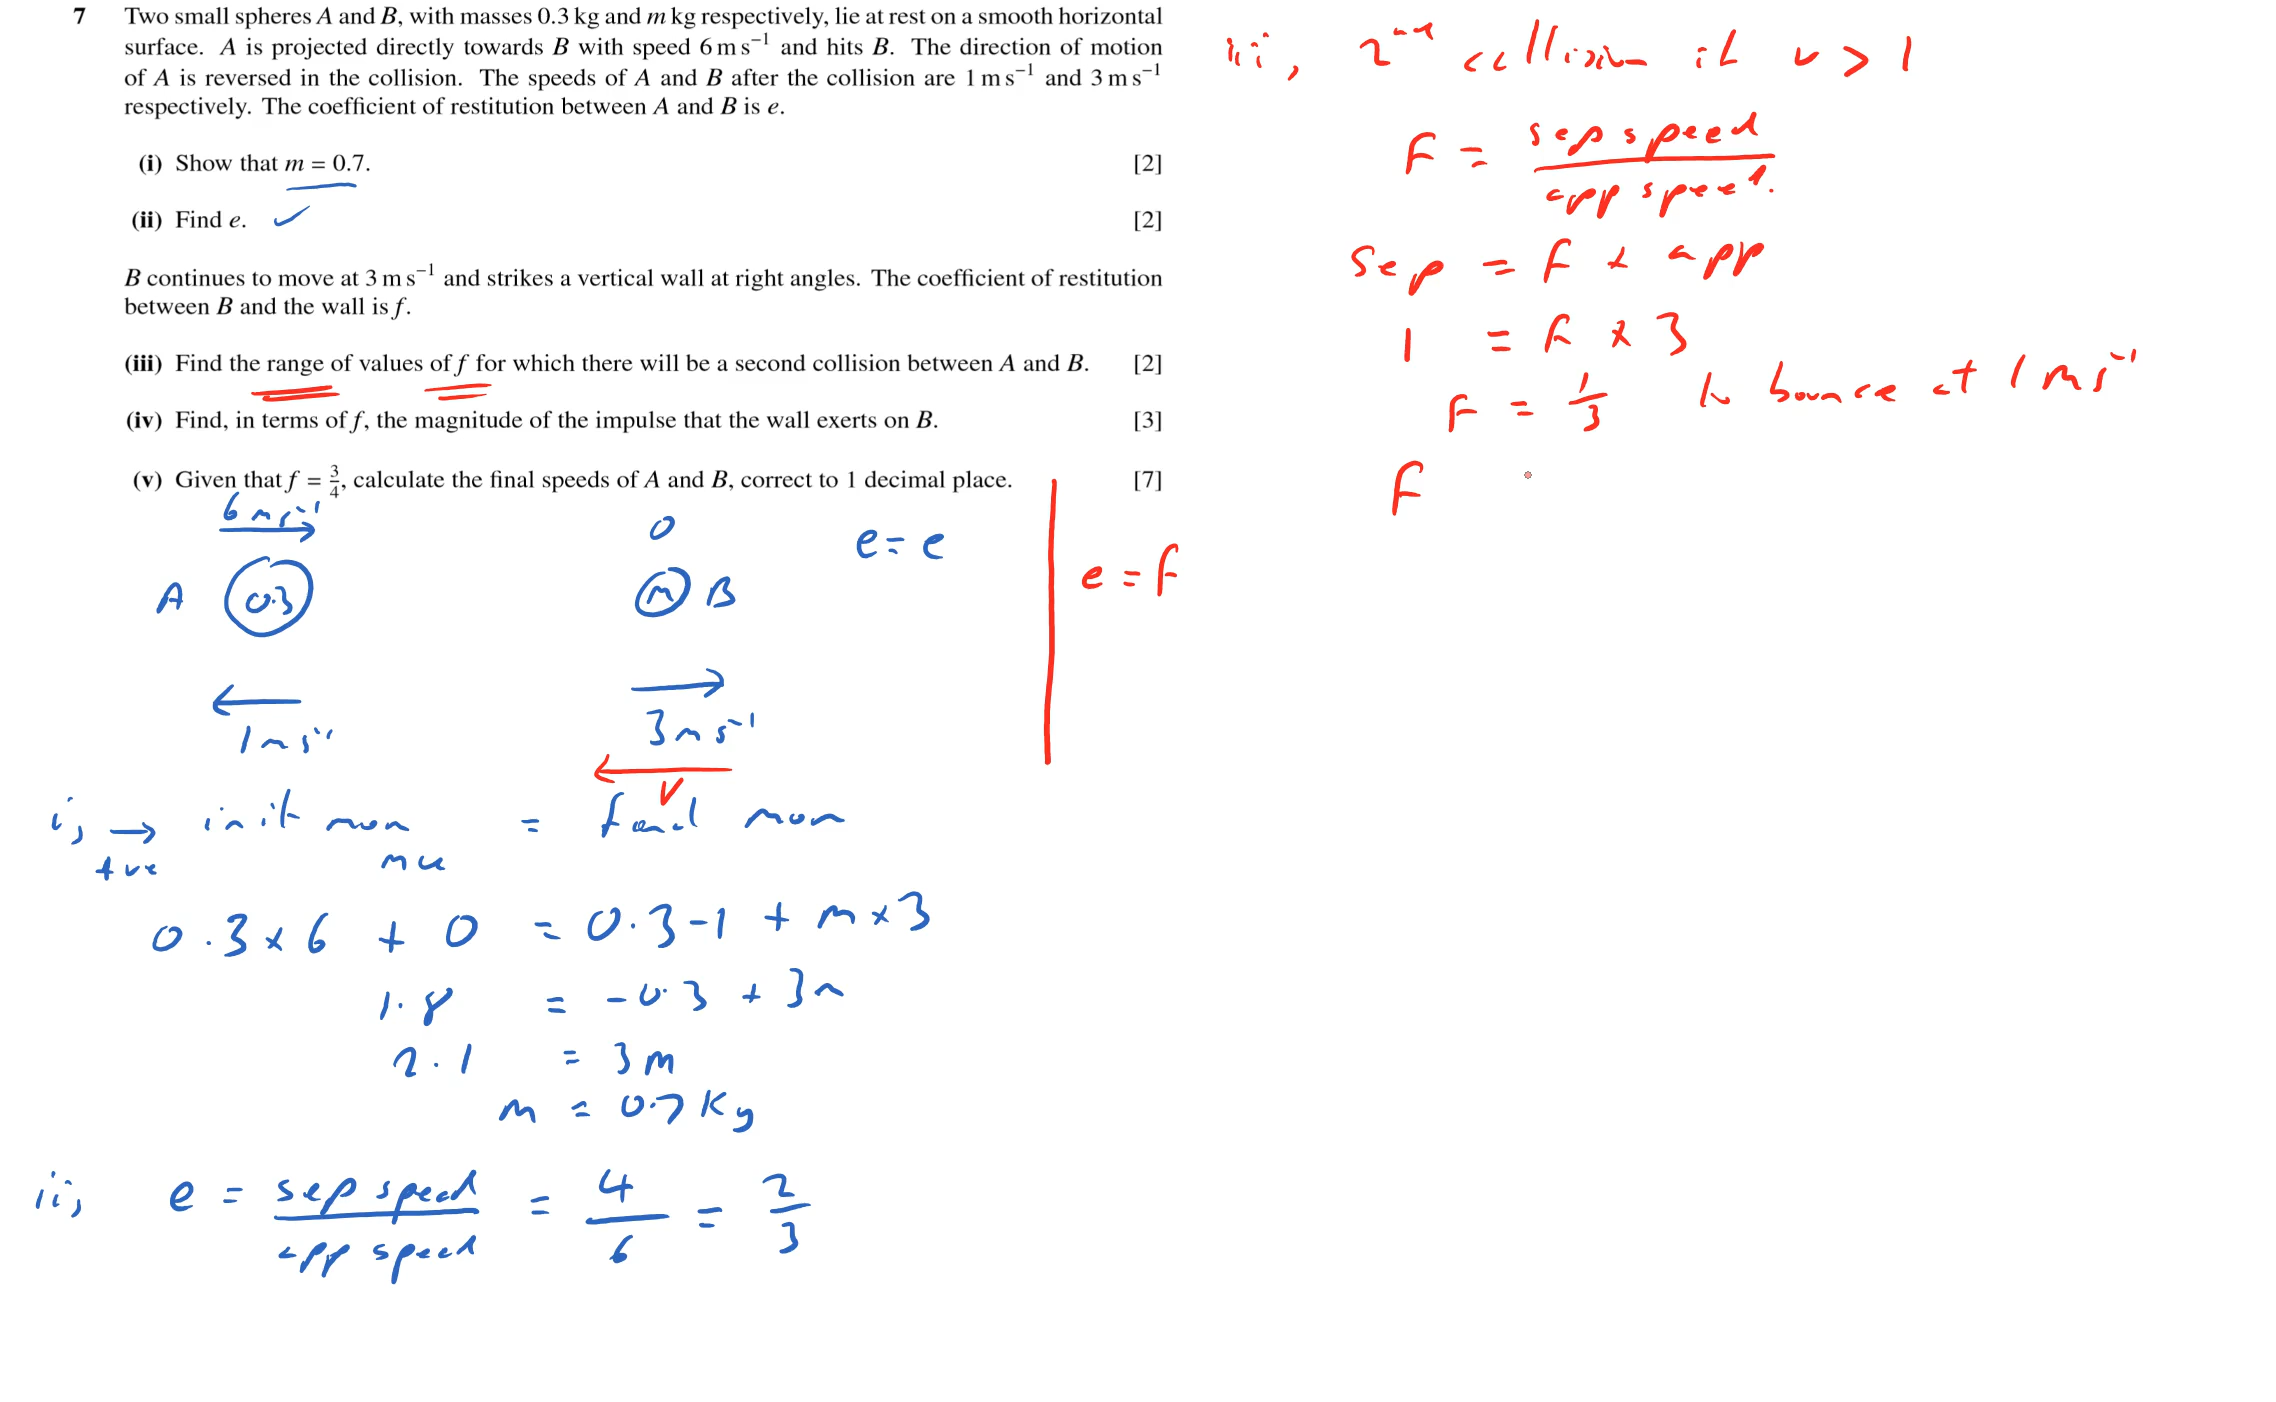 7 Two small spheres A and B, with masses 0.3 kg and m kg respectively, lie at rest on a smooth horizontal
surface. A is projected directly towards B with speed 6 m s⁻¹ and hits B. The direction of motion
of A is reversed in the collision. The speeds of A and B after the collision are 1 m s⁻¹ and 3 m s⁻¹
respectively. The coefficient of restitution between A and B is e.
(i) Show that m = 0.7. [2]
(ii) Find e. ✓ [2]
B continues to move at 3 m s⁻¹ and strikes a vertical wall at right angles. The coefficient of restitution
between B and the wall is f.
(iii) Find the range of values of f for which there will be a second collision between A and B. [2]
(iv) Find, in terms of f, the magnitude of the impulse that the wall exerts on B. [3]
(v) Given that f = 3/4, calculate the final speeds of A and B, correct to 1 decimal place. [7]
6 ms⁻¹ 0 e = e
A 0.3 m B e = f
1 ms⁻¹ 3 ms⁻¹
v
i, → init mom = final mom
+ve mu
0.3 × 6 + 0 = 0.3 - 1 + m × 3
1.8 = -0.3 + 3m
2.1 = 3m
m = 0.7 kg
ii, e = sep speed / app speed = 4/6 = 2/3
iii, 2nd collision if v > 1
f = sep speed / app speed.
sep = f × app
1 = f × 3
f = 1/3 to bounce at 1 ms⁻¹
f